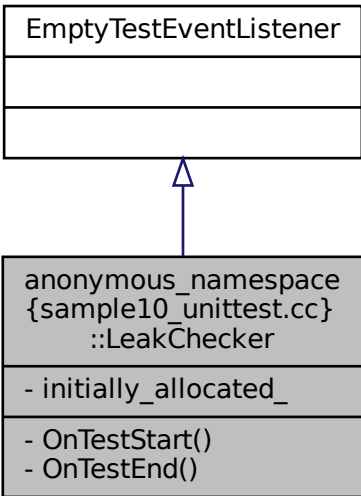 EmptyTestEventListener
anonymous_namespace
{sample10_unittest.cc}
::LeakChecker
- initially_allocated_
- OnTestStart()
- OnTestEnd()